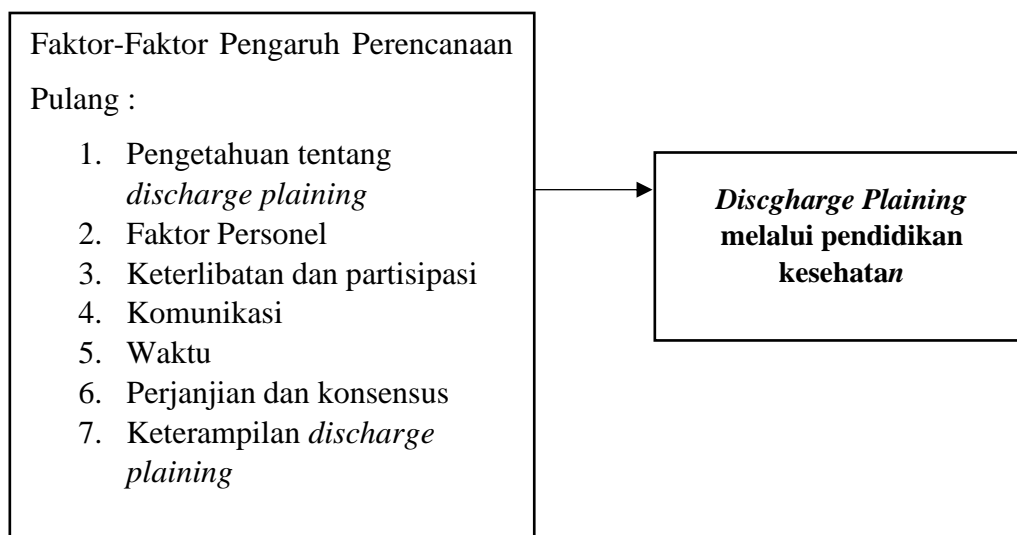 Faktor-Faktor Pengaruh Perencanaan
Pulang :
1. Pengetahuan tentang
discharge plaining
2. Faktor Personel
3. Keterlibatan dan partisipasi
4. Komunikasi
5. Waktu
6. Perjanjian dan konsensus
7. Keterampilan discharge
plaining
Discgharge Plaining
melalui pendidikan
kesehatan